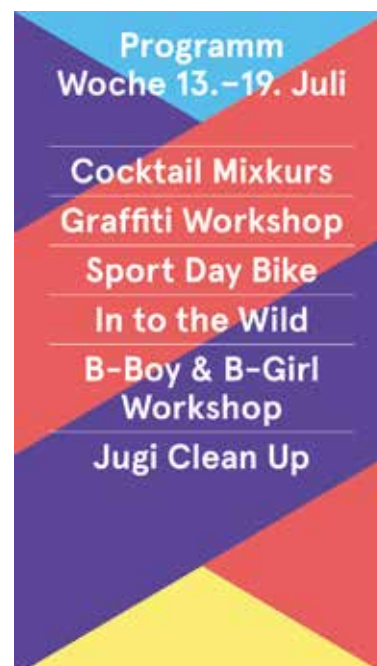 Programm
Woche 13.–19. Juli
Cocktail Mixkurs
Graffiti Workshop
Sport Day Bike
In to the Wild
B-Boy & B-Girl
Workshop
Jugi Clean Up